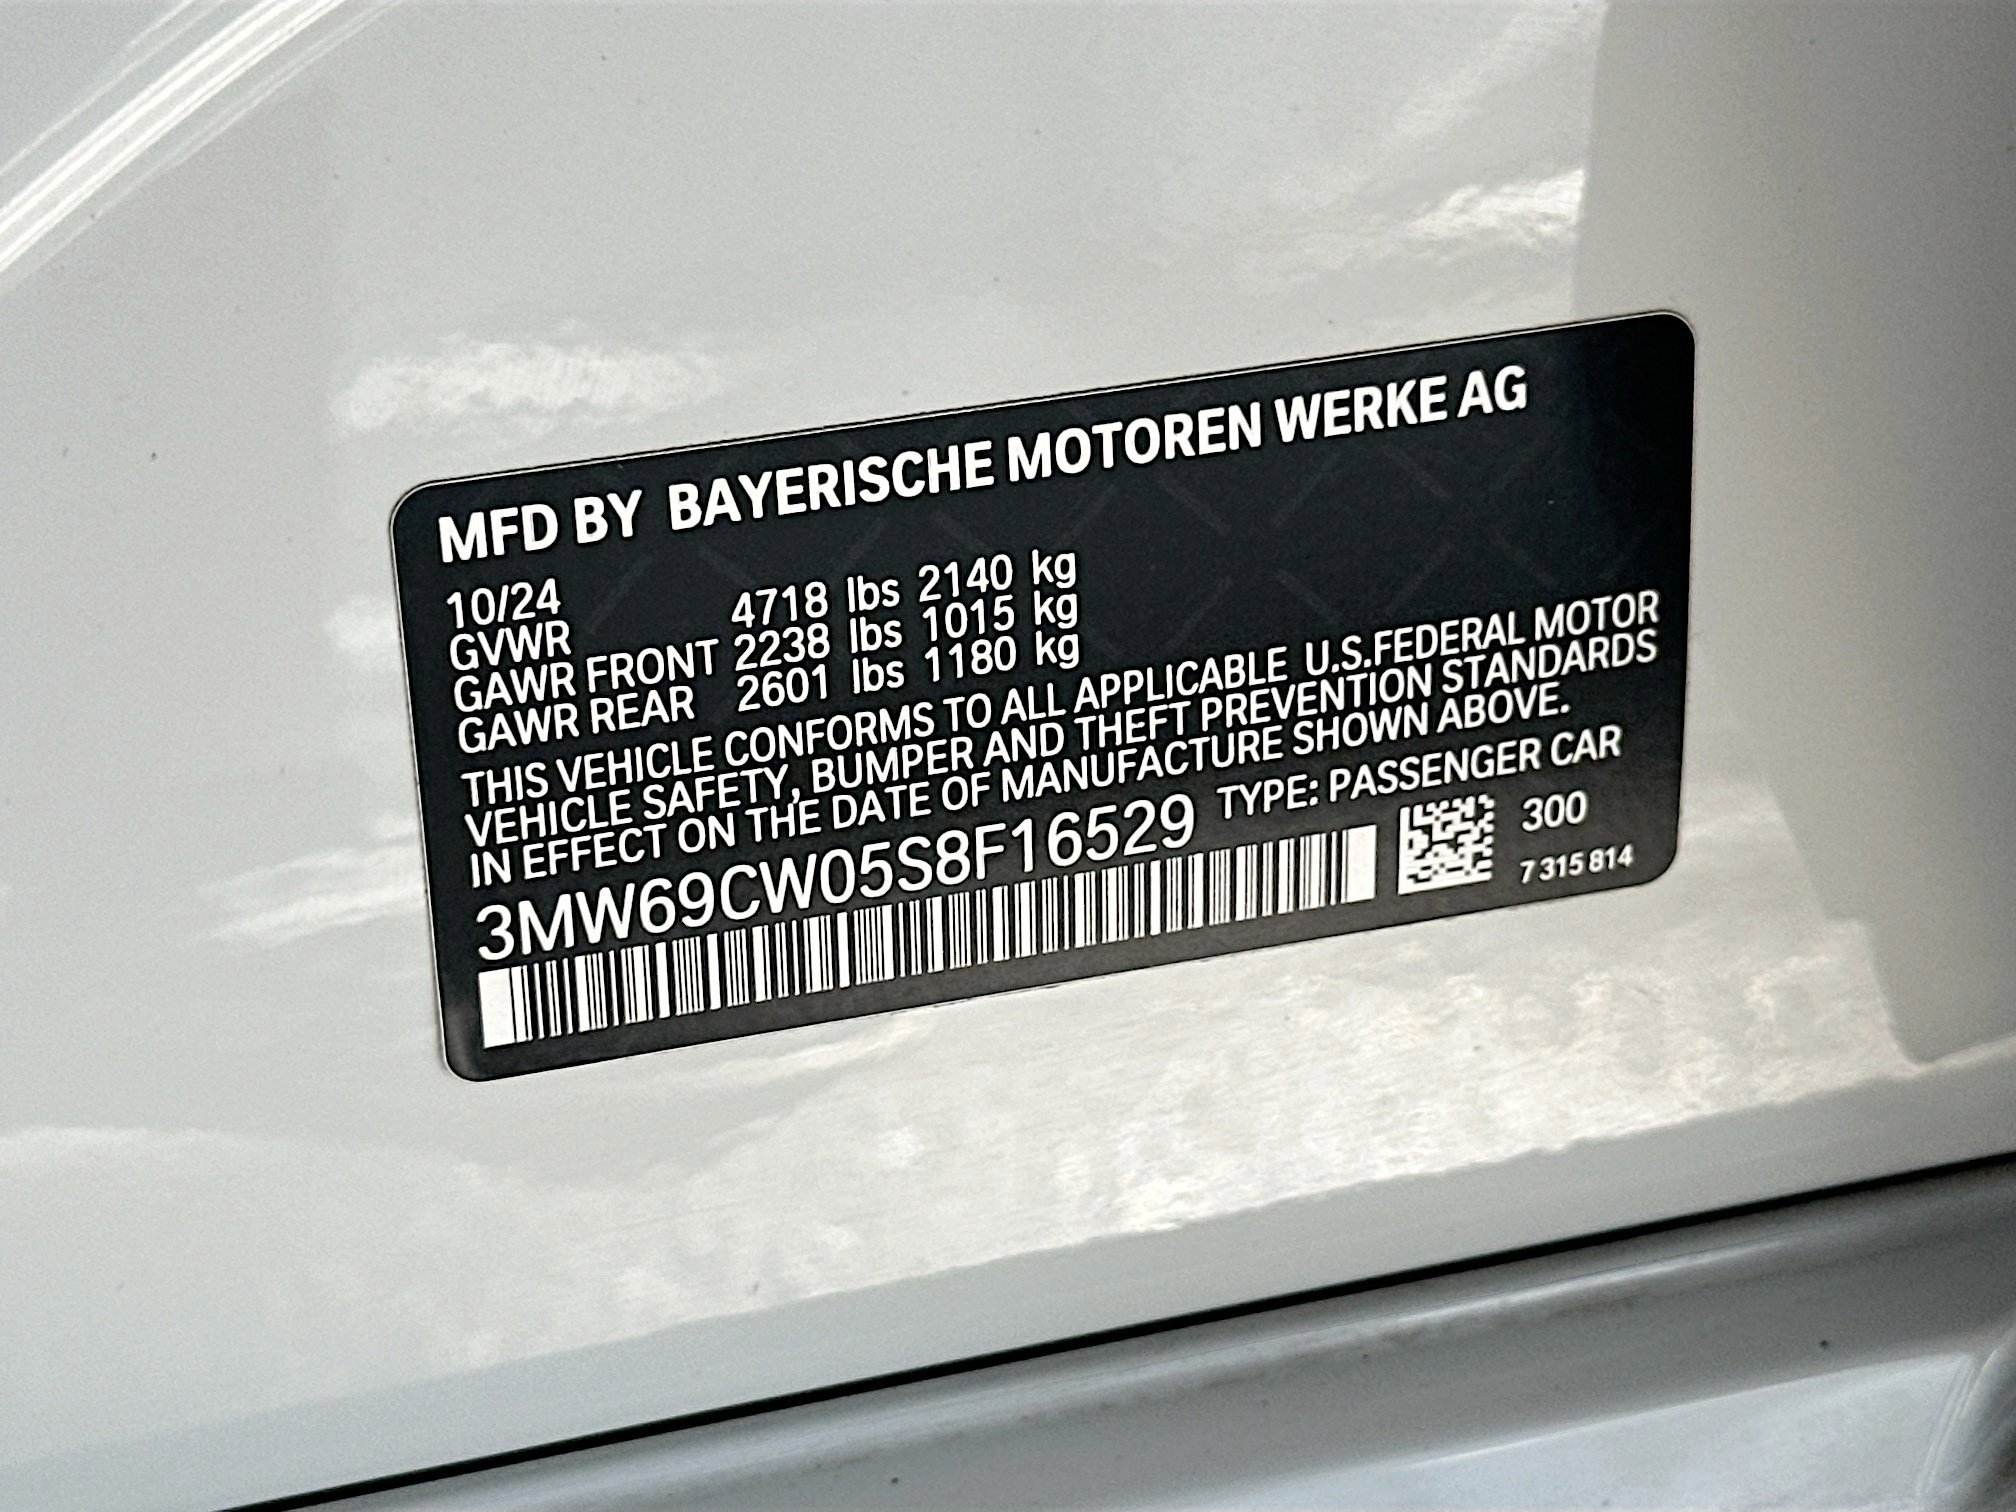 MFD BY BAYERISCHE MOTOREN WERKE AG
10/24
GVWR 4718 lbs 2140 kg
GAWR FRONT 2238 lbs 1015 kg
GAWR REAR 2601 lbs 1180 kg
THIS VEHICLE CONFORMS TO ALL APPLICABLE U.S.FEDERAL MOTOR
VEHICLE SAFETY, BUMPER AND THEFT PREVENTION STANDARDS
IN EFFECT ON THE DATE OF MANUFACTURE SHOWN ABOVE.
3MW69CW05S8F16529 TYPE: PASSENGER CAR
300
7 315 814